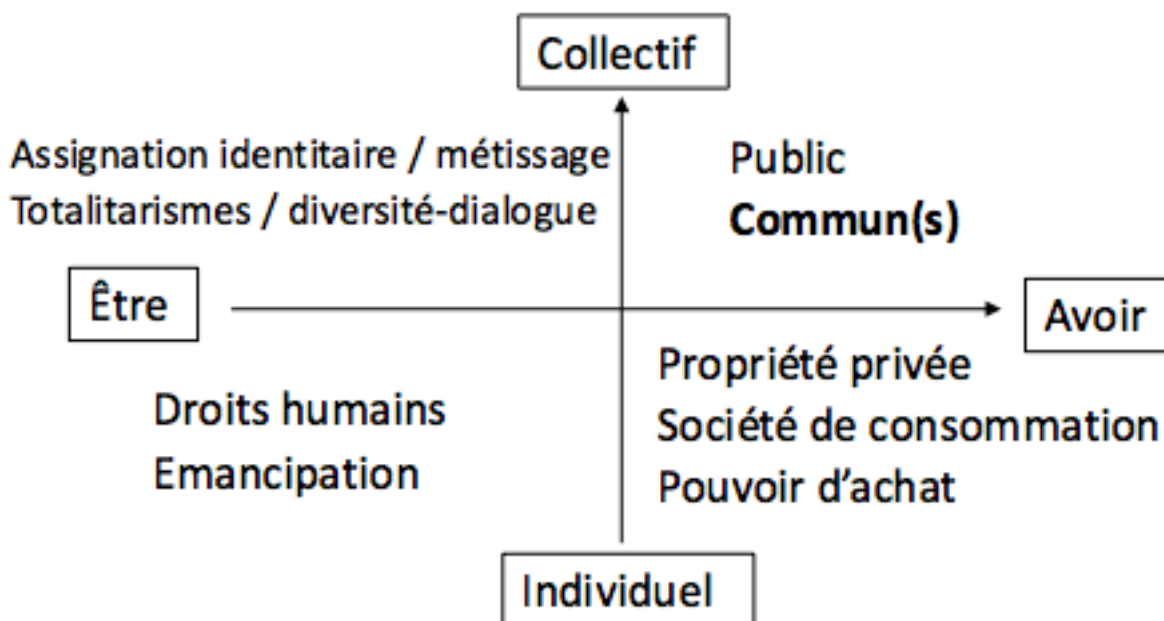 Collectif
Assignation identitaire / métissage
Totalitarismes / diversité-dialogue
Public
Commun(s)
Être
Avoir
Droits humains
Emancipation
Propriété privée
Société de consommation
Pouvoir d’achat
Individuel